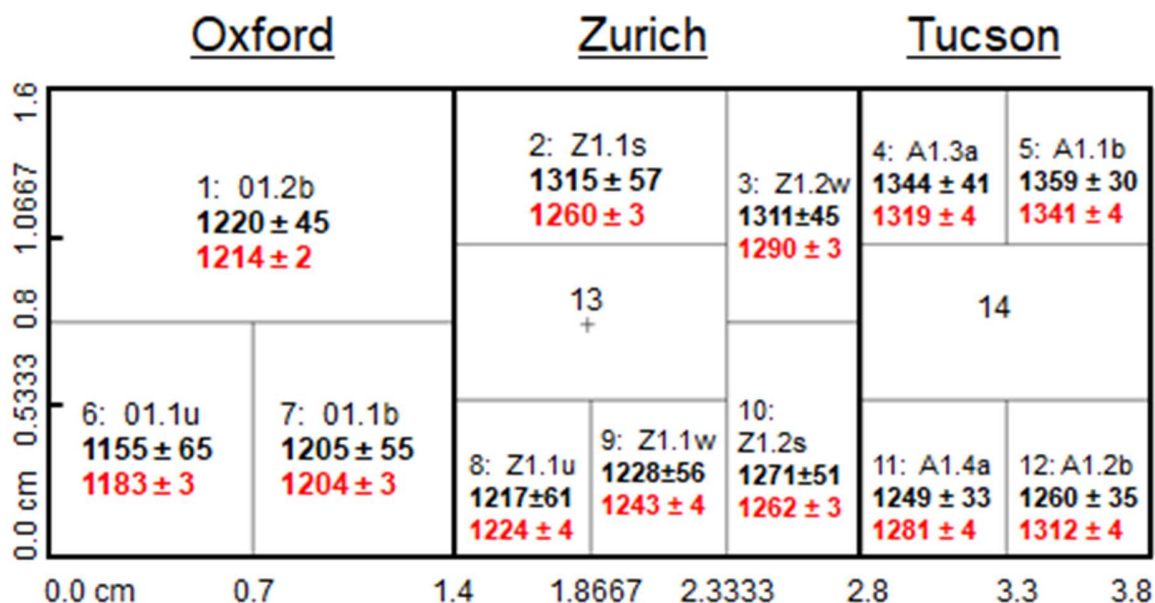 Oxford
Zurich
Tucson
1.6
1.0667
0.8
0.5333
0.0 cm
1: 01.2b
1220 ± 45
1214 ± 2
2: Z1.1s
1315 ± 57
1260 ± 3
3: Z1.2w
1311±45
1290 ± 3
4: A1.3a
1344 ± 41
1319 ± 4
5: A1.1b
1359 ± 30
1341 ± 4
13
+
14
6: 01.1u
1155 ± 65
1183 ± 3
7: 01.1b
1205 ± 55
1204 ± 3
8: Z1.1u
1217±61
1224 ± 4
9: Z1.1w
1228±56
1243 ± 4
10:
Z1.2s
1271±51
1262 ± 3
11: A1.4a
1249 ± 33
1281 ± 4
12: A1.2b
1260 ± 35
1312 ± 4
0.0 cm
0.7
1.4
1.8667
2.3333
2.8
3.3
3.8